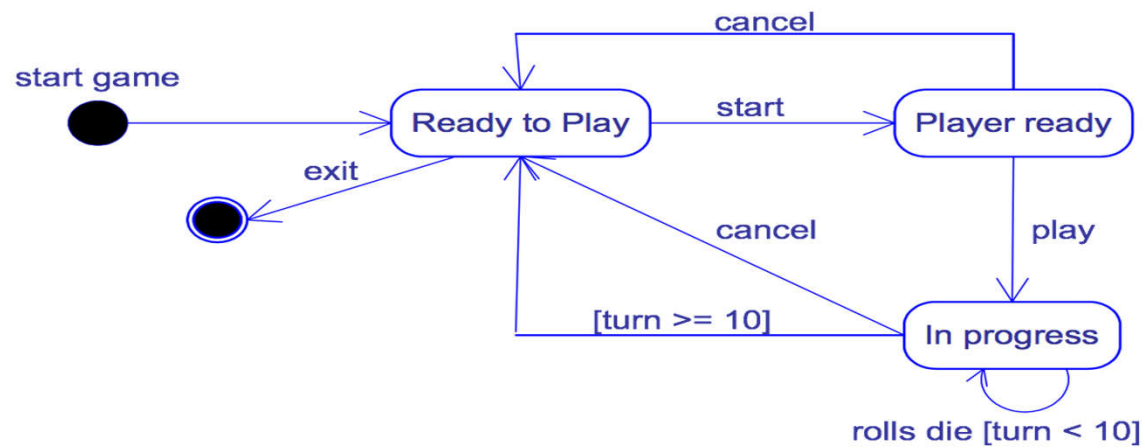 cancel
start game
Ready to Play
start
Player ready
exit
cancel
play
[turn >= 10]
In progress
rolls die [turn < 10]